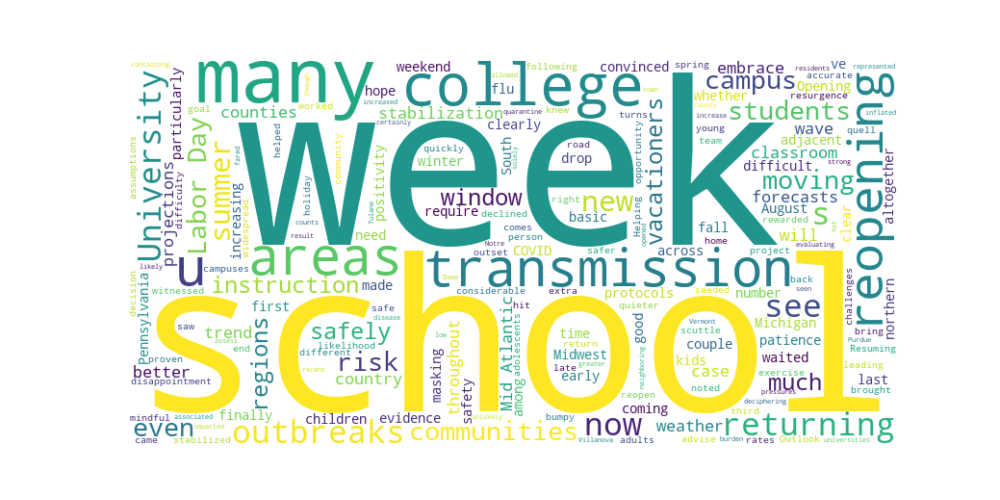 week
school
many
college
transmission
areas
reopening
University
outbreaks
communities
returning
students
campus
moving
see
now
much
even
risk
new
u
s
summer
Labor Day
window
instruction
safely
regions
vacationers
Mid Atlantic
stabilization
counties
weekend
hope
flu
convinced
embrace
whether
Opening
ve
accurate
resurgence
represented
inflated
quell
young
team
wave
adjacent
classroom
difficult
forecasts
August
rewarded
will
clear
altogether
northern
evaluating
strong
containing
particularly
projections
difficulty
assumptions
increasing
widespread
fared
goal
worked
though
increased
helped
holiday
community
counts
result
quickly
positivity
winter
clearly
South
drop
turns
knew
following
allowed
spring
residents
town
county
increase
quarantine
certainly
solely
road
opportunity
Helping
opened
right
basic
require
declined
need
Tulane
outset
comes
person
COVID
Notre
Dame
safer
project
across
home
fall
back
seen
has
challenges
bring
Purdue
Resuming
leading
last
brought
number
Michigan
patience
waited
exercise
third
pressures
deciphering
Vermont
scuttle
couple
kids
case
noted
seeded
protocols
quieter
good
time
return
Midwest
early
late
greater
different
disease
safe
likelihood
country
children
evidence
masking
safety
throughout
among
adolescents
hit
extra
considerable
low
recent
first
made
campuses
witnessed
decision
likely
Pennsylvania
saw
trend
end
assess
proven
better
disappointment
mindful
associated
impacted
finally
came
stabilized
bumpy
unlikely
Villanova
adults
coming
weather
advise
rates
burden
Outlook
universities
reopen
neighboring